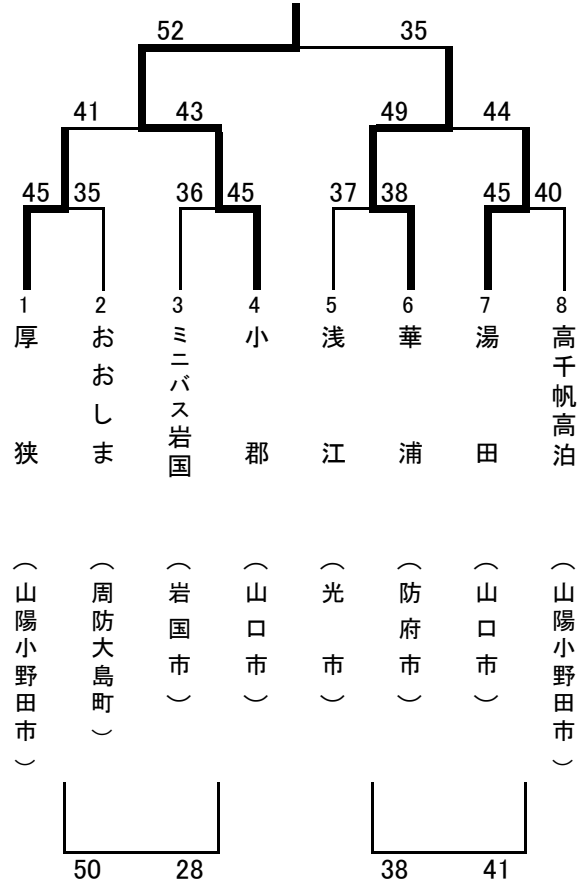 52 35
41 43 49 44
45 35 36 45 37 38 45 40
1 2 3 4 5 6 7 8
厚狭
おおしま
ミニバス岩国
小郡
浅江
華浦
湯田
高千帆高泊
（山陽小野田市）
（周防大島町）
（岩国市）
（山口市）
（光市）
（防府市）
（山口市）
（山陽小野田市）
50 28 38 41